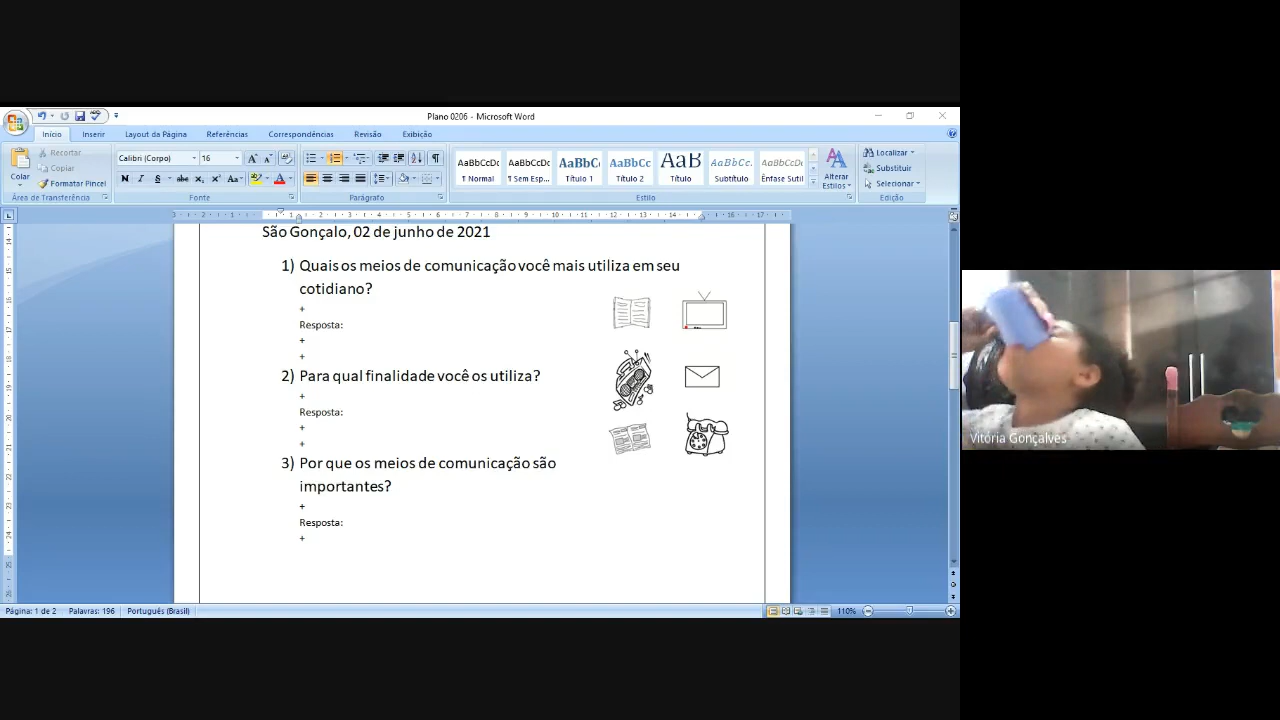 Plano 0206 - Microsoft Word
Início Inserir Layout da Página Referências Correspondências Revisão Exibição
Colar
Recortar
Copiar
Formatar Pincel
Área de Transferência
Calibri (Corpo) 16
Fonte
Parágrafo
AaBbCcDc AaBbCcDc AaBbC AaBbCc AaB AaBbCc. AaBbCcDc
¶ Normal ¶ Sem Esp... Título 1 Título 2 Título Subtítulo Ênfase Sutil
Alterar Estilos
Estilo
Localizar
Substituir
Selecionar
Edição
São Gonçalo, 02 de junho de 2021
1) Quais os meios de comunicação você mais utiliza em seu
cotidiano?
+
Resposta:
+
+
2) Para qual finalidade você os utiliza?
+
Resposta:
+
+
3) Por que os meios de comunicação são
importantes?
+
Resposta:
+
Página: 1 de 2 Palavras: 196 Português (Brasil) 110%
Vitória Gonçalves